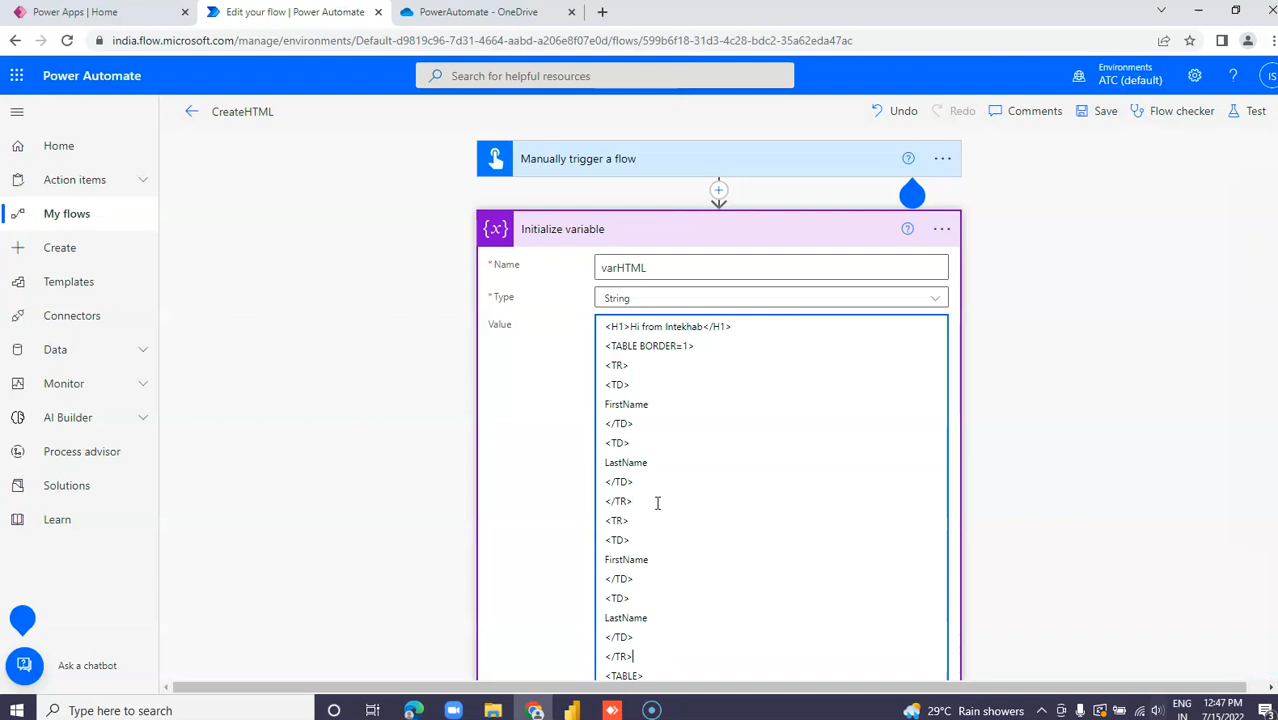 Power Apps | Home
Edit your flow | Power Automate
PowerAutomate - OneDrive
india.flow.microsoft.com/manage/environments/Default-d9819c96-7d31-4664-aabd-a206e8f07e0d/flows/599b6f18-31d3-4c28-bdc2-35a62eda47ac
Power Automate
Search for helpful resources
Environments
ATC (default)
IS
CreateHTML
Undo
Redo
Comments
Save
Flow checker
Test
Home
Action items
My flows
Create
Templates
Connectors
Data
Monitor
AI Builder
Process advisor
Solutions
Learn
Ask a chatbot
Manually trigger a flow
{x} Initialize variable
* Name
varHTML
* Type
String
Value
<H1>Hi from Intekhab</H1>
<TABLE BORDER=1>
<TR>
<TD>
FirstName
</TD>
<TD>
LastName
</TD>
</TR>
<TR>
<TD>
FirstName
</TD>
<TD>
LastName
</TD>
</TR>
<TABLE>
Type here to search
29°C Rain showers
ENG
IN
12:47 PM
7/15/2022